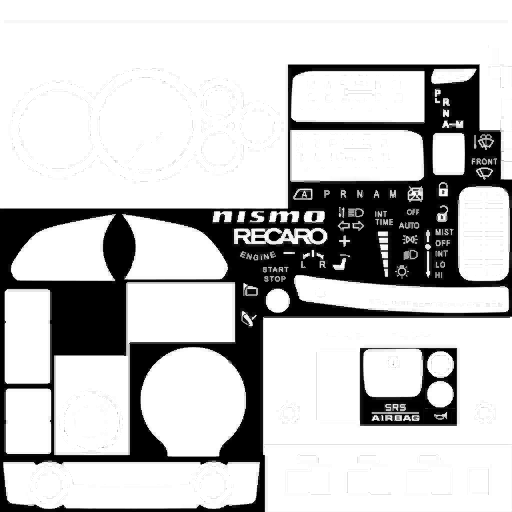 P
L R
N
A-M
FRONT
A P R N A M
nismo
INT
TIME
OFF
AUTO
RECARO
MIST
OFF
INT
LO
HI
ENGINE
START
STOP
L R
SRS
AIRBAG